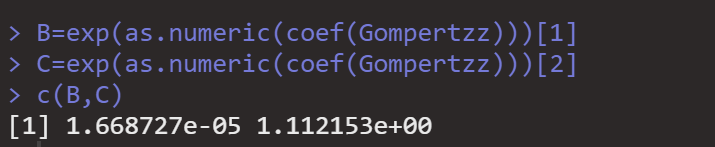 > B=exp(as.numeric(coef(Gompertzz)))[1]
> C=exp(as.numeric(coef(Gompertzz)))[2]
> c(B,C)
[1] 1.668727e-05 1.112153e+00